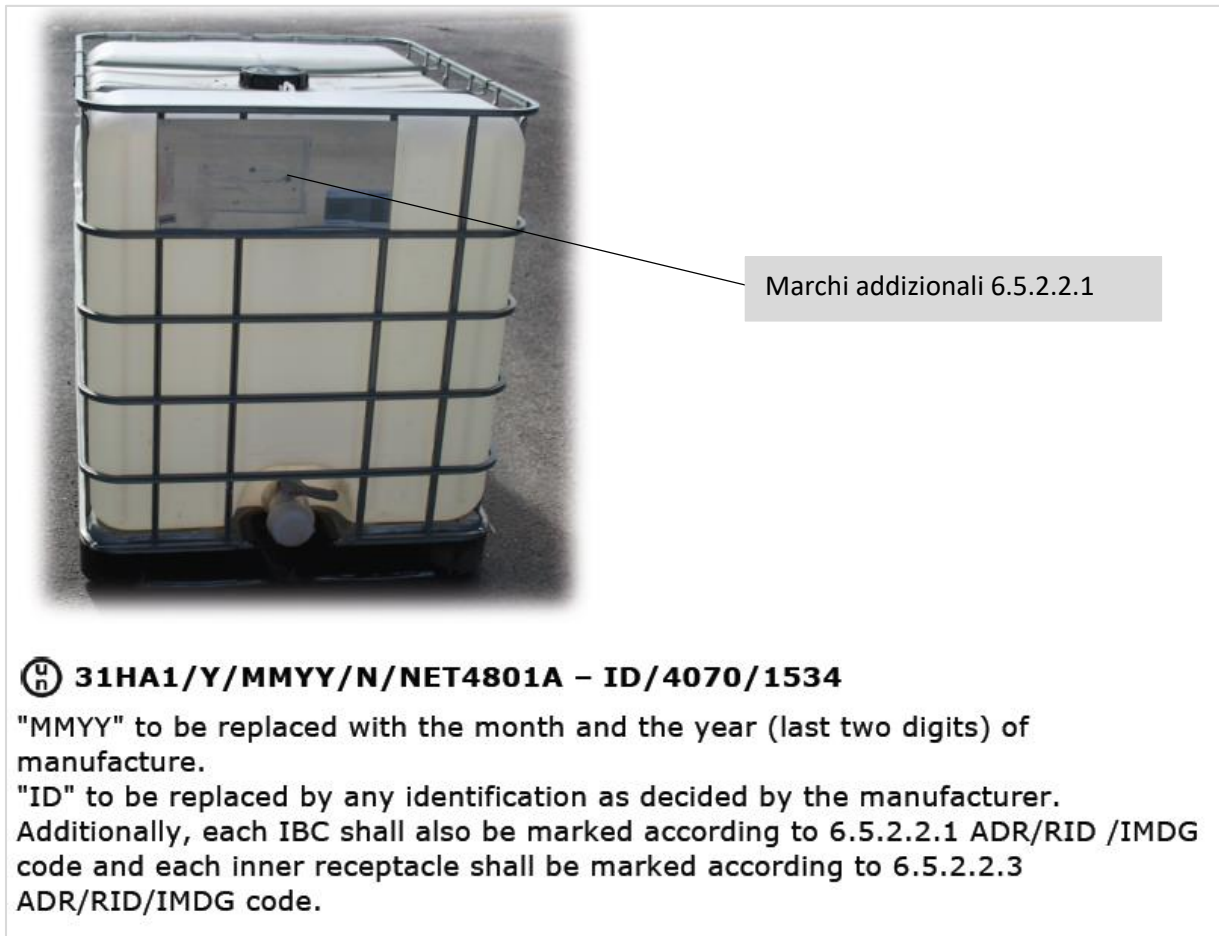 Marchi addizionali 6.5.2.2.1
un 31HA1/Y/MMYY/N/NET4801A – ID/4070/1534
"MMYY" to be replaced with the month and the year (last two digits) of
manufacture.
"ID" to be replaced by any identification as decided by the manufacturer.
Additionally, each IBC shall also be marked according to 6.5.2.2.1 ADR/RID /IMDG
code and each inner receptacle shall be marked according to 6.5.2.2.3
ADR/RID/IMDG code.